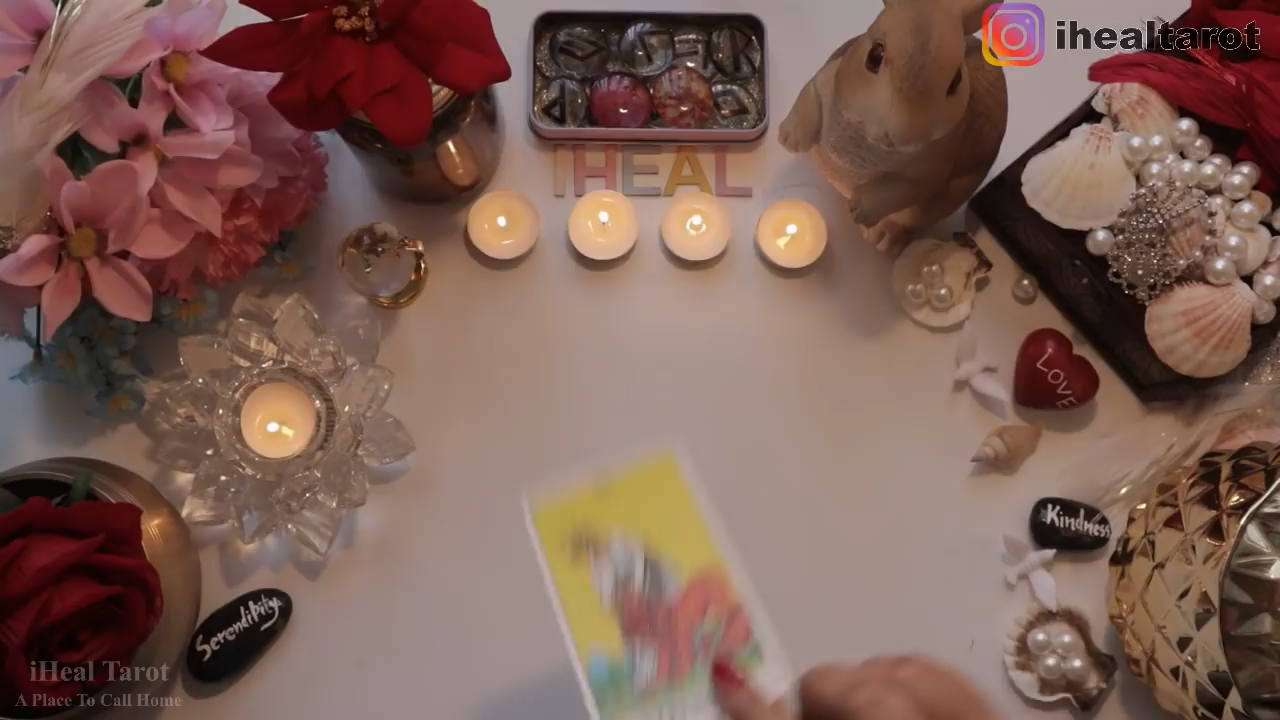 ihealtarot
IHEAL
LOVE
Kindness
Serendipity
iHeal Tarot
A Place To Call Home